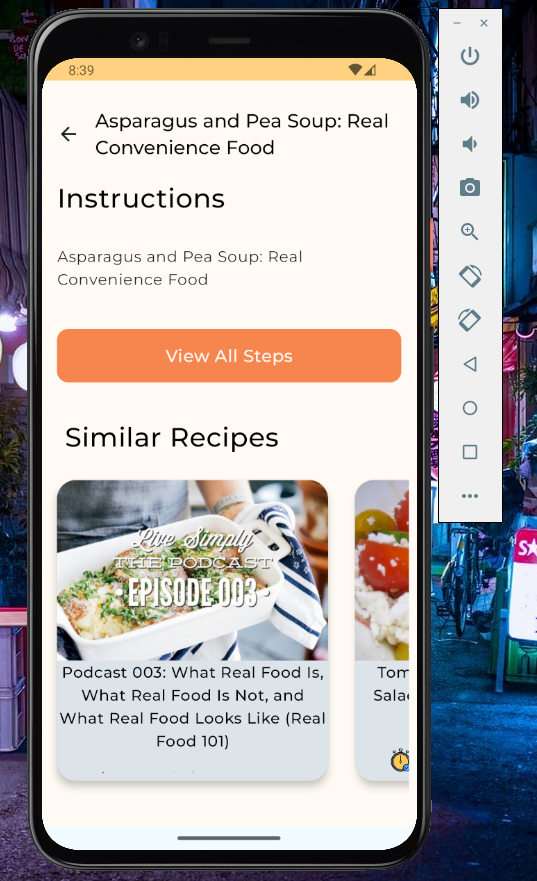 8:39
Asparagus and Pea Soup: Real
Convenience Food
Instructions
Asparagus and Pea Soup: Real
Convenience Food
View All Steps
Similar Recipes
Live Simply
THE PODCAST
• EPISODE 003 •
Podcast 003: What Real Food Is,
What Real Food Is Not, and
What Real Food Looks Like (Real
Food 101)
Tom
Sala